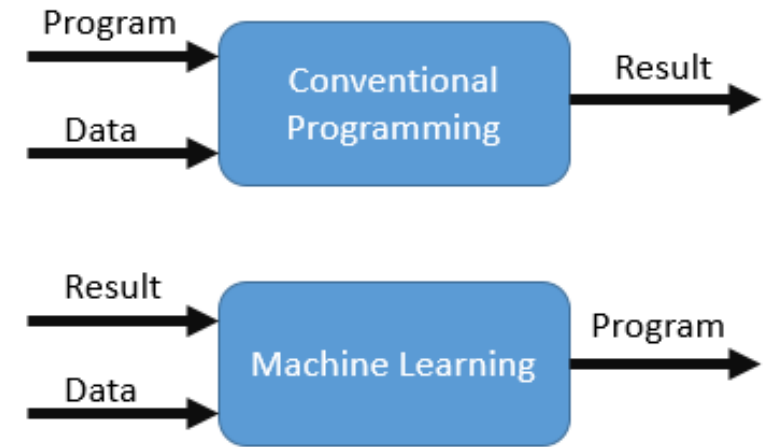 Program
Data
Conventional
Programming
Result
Result
Data
Machine Learning
Program